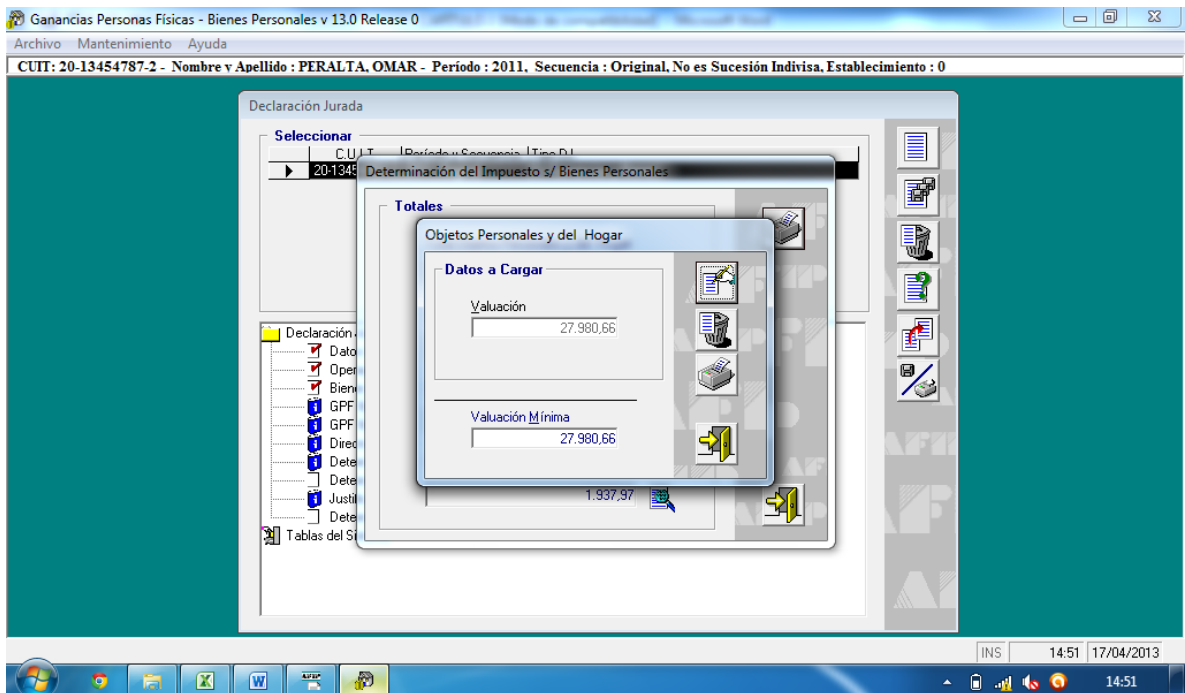 Ganancias Personas Físicas - Bienes Personales v 13.0 Release 0
Archivo Mantenimiento Ayuda
CUIT: 20-13454787-2 - Nombre y Apellido : PERALTA, OMAR - Período : 2011, Secuencia : Original, No es Sucesión Indivisa, Establecimiento : 0
Declaración Jurada
Seleccionar
C.U.I.T. Período y Secuencia Tipo DJ
20-1345
Determinación del Impuesto s/ Bienes Personales
Totales
Objetos Personales y del Hogar
Datos a Cargar
Valuación
27.980,66
Valuación Mínima
27.980,66
1.937,97
Declaración
Dato
Oper
Biene
GPF
GPF
Direc
Dete
Dete
Justif
Dete
Tablas del Si
INS 14:51 17/04/2013
14:51